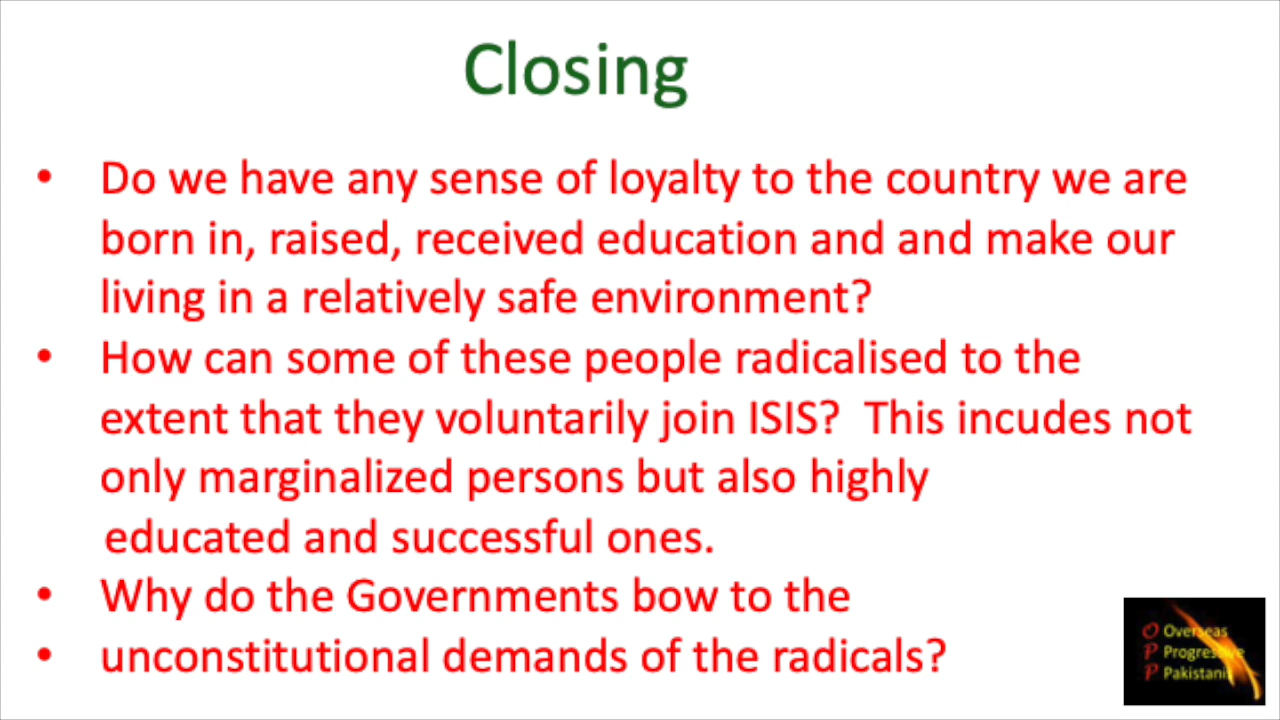 Closing
• Do we have any sense of loyalty to the country we are
born in, raised, received education and and make our
living in a relatively safe environment?
• How can some of these people radicalised to the
extent that they voluntarily join ISIS? This incudes not
only marginalized persons but also highly
educated and successful ones.
• Why do the Governments bow to the
• unconstitutional demands of the radicals?
O Overseas
P Progressive
P Pakistanis